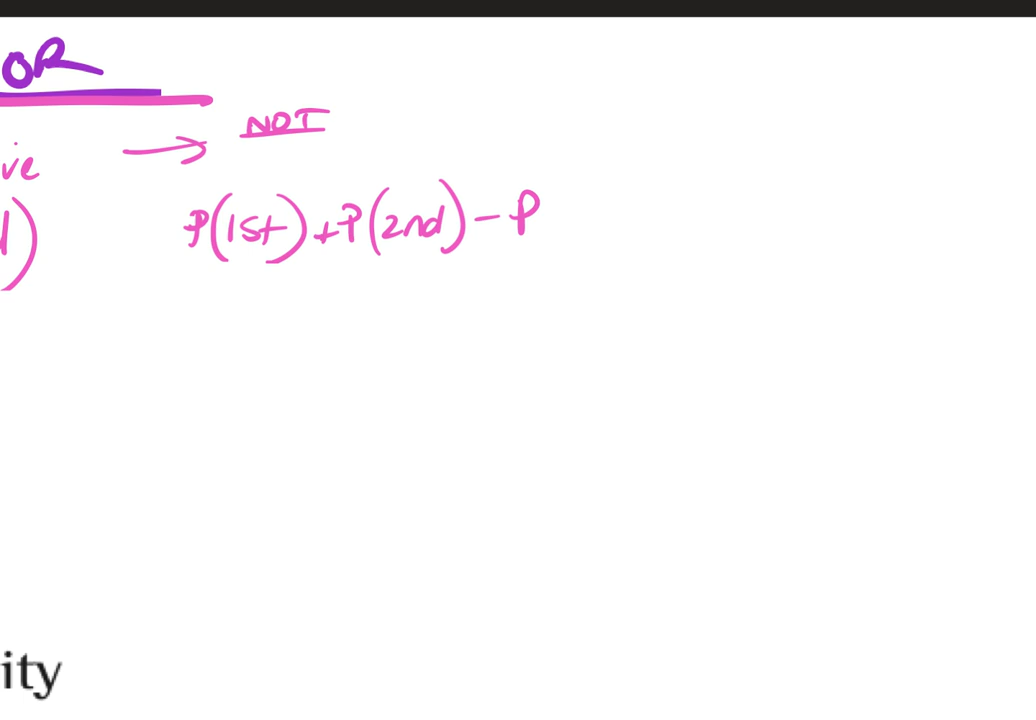 OR
NOT
ve
P(1st) + P(2nd) - P
)
ity